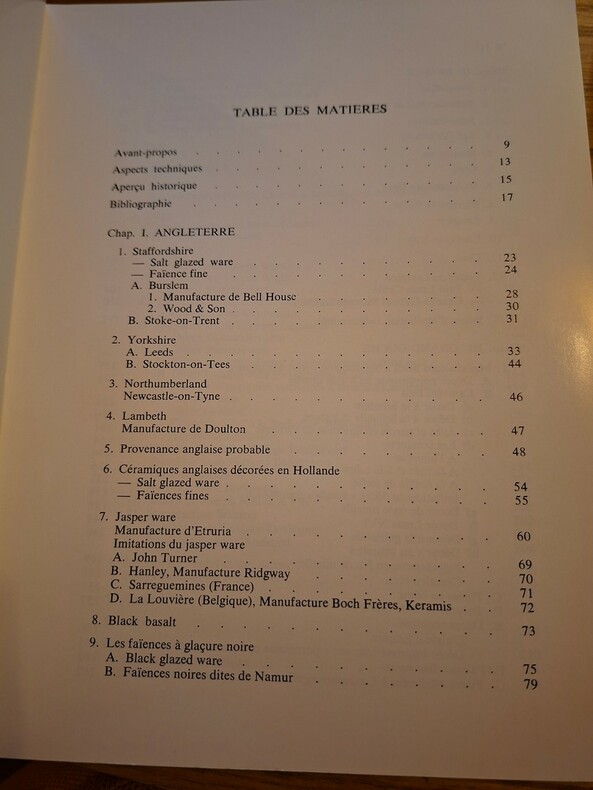 TABLE DES MATIERES
Avant-propos . . . . . . . . . . . 9
Aspects techniques . . . . . . . . . . 13
Aperçu historique . . . . . . . . . . 15
Bibliographie . . . . . . . . . . . 17
Chap. I. ANGLETERRE
1. Staffordshire
— Salt glazed ware . . . . . . . . . 23
— Faïence fine . . . . . . . . . . 24
A. Burslem
1. Manufacture de Bell House . . . . . . 28
2. Wood & Son . . . . . . . . . 30
B. Stoke-on-Trent . . . . . . . . . 31
2. Yorkshire
A. Leeds . . . . . . . . . . . 33
B. Stockton-on-Tees . . . . . . . . . 44
3. Northumberland
Newcastle-on-Tyne . . . . . . . . . 46
4. Lambeth
Manufacture de Doulton . . . . . . . . 47
5. Provenance anglaise probable . . . . . . . 48
6. Céramiques anglaises décorées en Hollande
— Salt glazed ware . . . . . . . . . 54
— Faïences fines . . . . . . . . . 55
7. Jasper ware
Manufacture d'Etruria . . . . . . . . 60
Imitations du jasper ware
A. John Turner . . . . . . . . . 69
B. Hanley, Manufacture Ridgway . . . . . . 70
C. Sarreguemines (France) . . . . . . . 71
D. La Louvière (Belgique), Manufacture Boch Frères, Keramis . 72
8. Black basalt . . . . . . . . . . 73
9. Les faïences à glaçure noire
A. Black glazed ware . . . . . . . . 75
B. Faïences noires dites de Namur . . . . . . 79